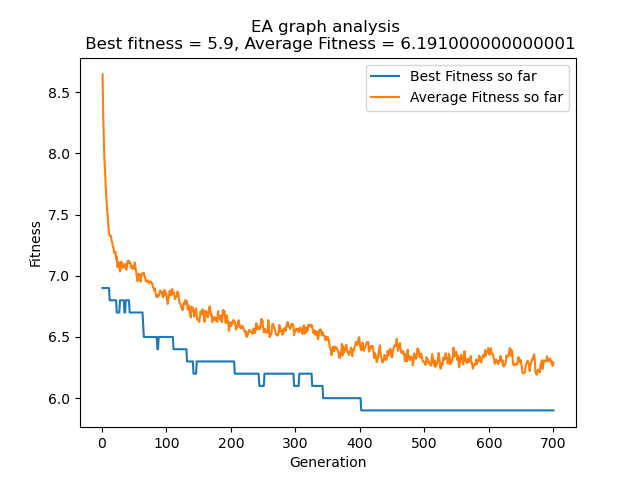 EA graph analysis
Best fitness = 5.9, Average Fitness = 6.191000000000001
Best Fitness so far
Average Fitness so far
8.5
8.0
7.5
7.0
6.5
6.0
Fitness
0 100 200 300 400 500 600 700
Generation